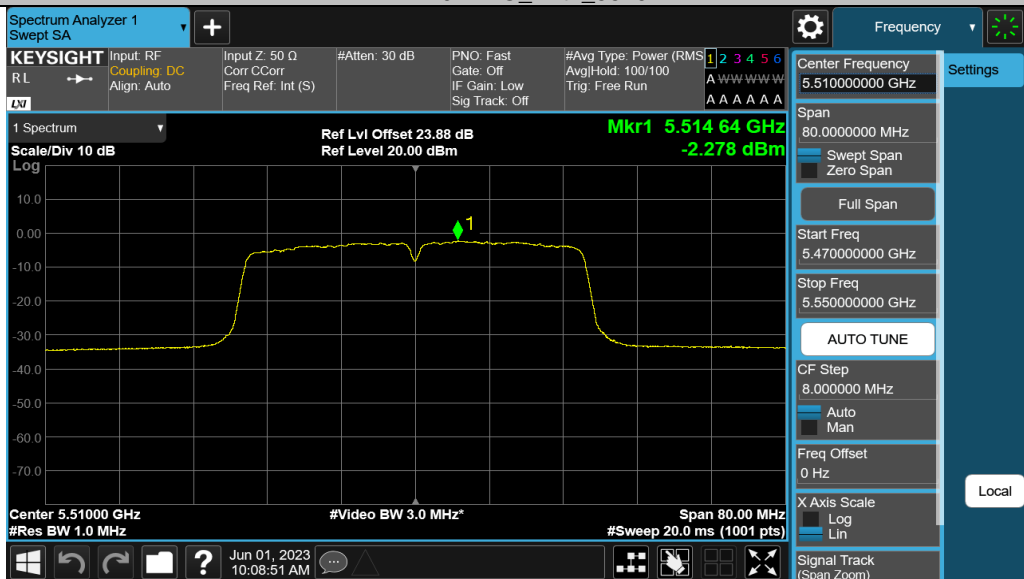 Spectrum Analyzer 1
Swept SA
+
Frequency
KEYSIGHT
R L
LXI
Input: RF
Coupling: DC
Align: Auto
Input Z: 50 Ω
Corr CCorr
Freq Ref: Int (S)
#Atten: 30 dB
PNO: Fast
Gate: Off
IF Gain: Low
Sig Track: Off
#Avg Type: Power (RMS
Avg|Hold: 100/100
Trig: Free Run
1 2 3 4 5 6
A W W W W W
A A A A A A
1 Spectrum
Scale/Div 10 dB
Log
Ref Lvl Offset 23.88 dB
Ref Level 20.00 dBm
Mkr1 5.514 64 GHz
-2.278 dBm
10.0
0.00
-10.0
-20.0
-30.0
-40.0
-50.0
-60.0
-70.0
1
Center 5.51000 GHz
#Res BW 1.0 MHz
#Video BW 3.0 MHz*
Span 80.00 MHz
#Sweep 20.0 ms (1001 pts)
Center Frequency
5.510000000 GHz
Span
80.0000000 MHz
Swept Span
Zero Span
Full Span
Start Freq
5.470000000 GHz
Stop Freq
5.550000000 GHz
AUTO TUNE
CF Step
8.000000 MHz
Auto
Man
Freq Offset
0 Hz
X Axis Scale
Log
Lin
Signal Track
(Span Zoom)
Settings
Local
?
Jun 01, 2023
10:08:51 AM